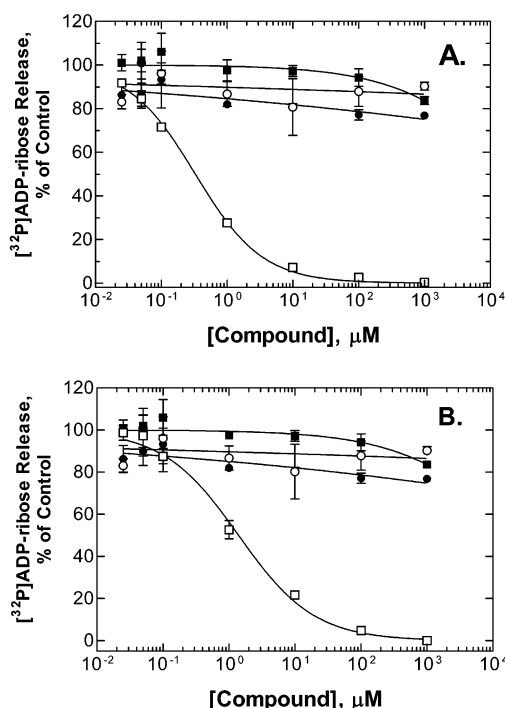 120
A.
100
80
60
40
20
0
[³²P]ADP-ribose Release,
% of Control
10⁻² 10⁻¹ 10⁰ 10¹ 10² 10³ 10⁴
[Compound], μM
120
B.
100
80
60
40
20
0
[³²P]ADP-ribose Release,
% of Control
10⁻² 10⁻¹ 10⁰ 10¹ 10² 10³ 10⁴
[Compound], μM